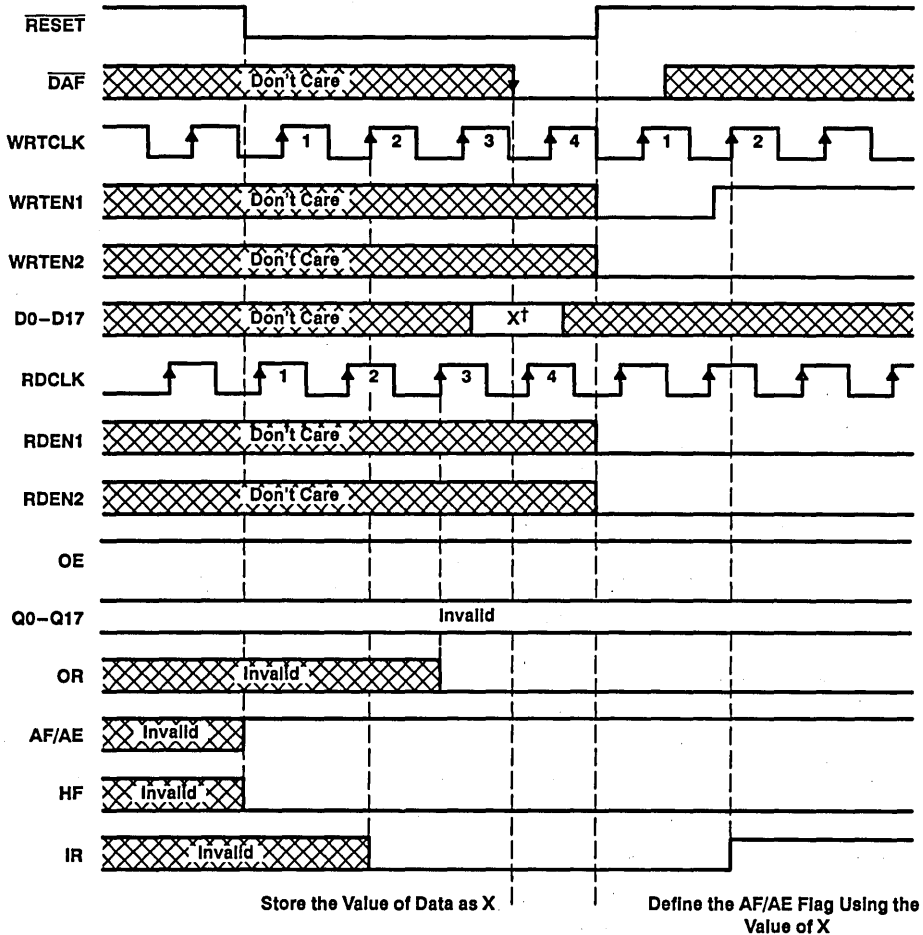 RESET
DAF
Don't Care
WRTCLK
1 2 3 4 1 2
WRTEN1
Don't Care
WRTEN2
Don't Care
D0–D17
Don't Care
X†
RDCLK
1 2 3 4
RDEN1
Don't Care
RDEN2
Don't Care
OE
Q0–Q17
Invalid
OR
Invalid
AF/AE
Invalid
HF
Invalid
IR
Invalid
Store the Value of Data as X
Define the AF/AE Flag Using the
Value of X